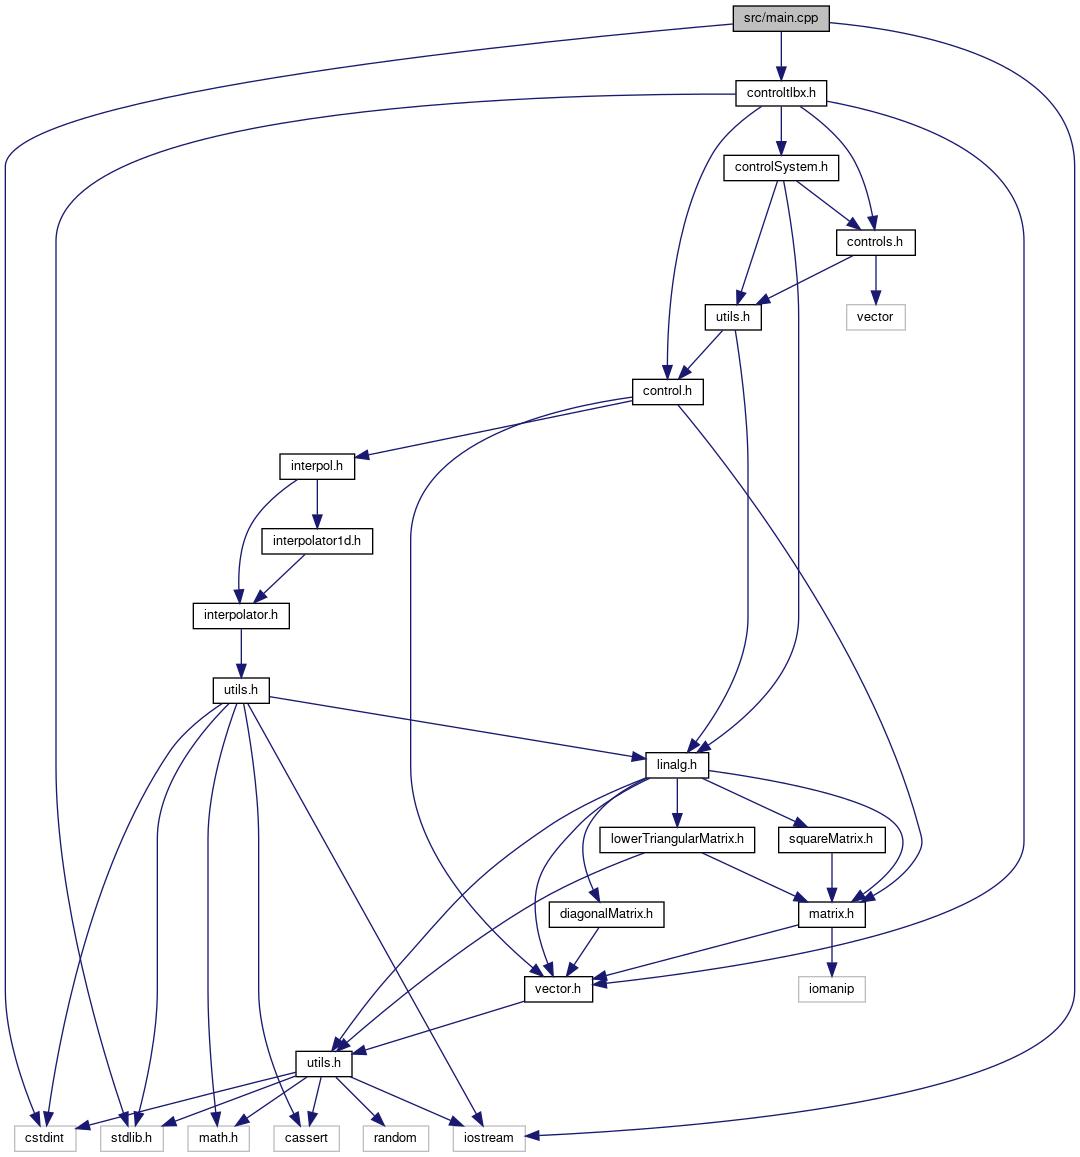 src/main.cpp
controltlbx.h
controlSystem.h
controls.h
utils.h
vector
control.h
interpol.h
interpolator1d.h
interpolator.h
utils.h
linalg.h
lowerTriangularMatrix.h
squareMatrix.h
diagonalMatrix.h
matrix.h
vector.h
iomanip
utils.h
cstdint
stdlib.h
math.h
cassert
random
iostream